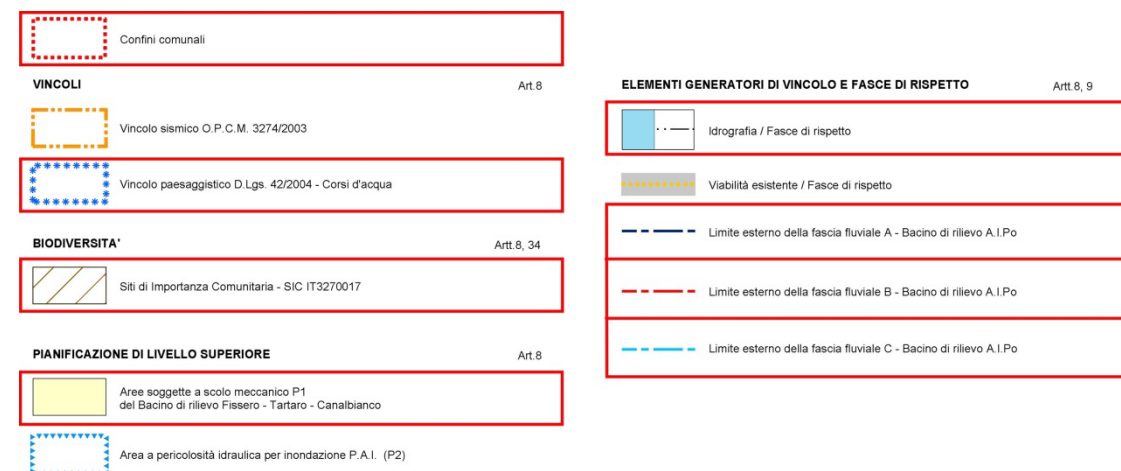 Confini comunali
VINCOLI Art.8
Vincolo sismico O.P.C.M. 3274/2003
Vincolo paesaggistico D.Lgs. 42/2004 - Corsi d'acqua
BIODIVERSITA' Artt.8, 34
Siti di Importanza Comunitaria - SIC IT3270017
PIANIFICAZIONE DI LIVELLO SUPERIORE Art.8
Aree soggette a scolo meccanico P1
del Bacino di rilievo Fissero - Tartaro - Canalbianco
Area a pericolosità idraulica per inondazione P.A.I. (P2)
ELEMENTI GENERATORI DI VINCOLO E FASCE DI RISPETTO Artt.8, 9
Idrografia / Fasce di rispetto
Viabilità esistente / Fasce di rispetto
Limite esterno della fascia fluviale A - Bacino di rilievo A.I.Po
Limite esterno della fascia fluviale B - Bacino di rilievo A.I.Po
Limite esterno della fascia fluviale C - Bacino di rilievo A.I.Po